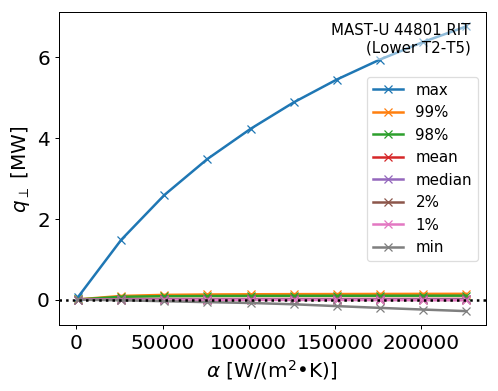 MAST-U 44801 RIT
(Lower T2-T5)
max
99%
98%
mean
median
2%
1%
min
q⊥ [MW]
6
4
2
0
0 50000 100000 150000 200000
α [W/(m²•K)]